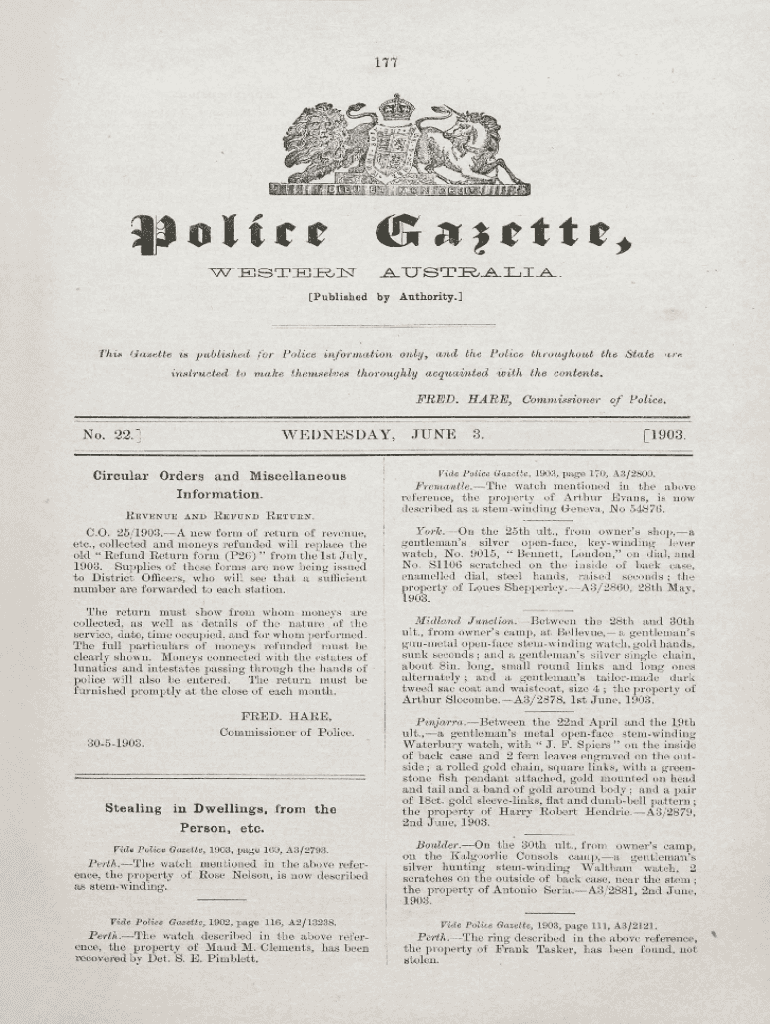 177
Police Gazette,
WESTERN AUSTRALIA.
[Published by Authority.]
This Gazette is published for Police information only, and the Police throughout the State are
instructed to make themselves thoroughly acquainted with the contents.
FRED. HARE, Commissioner of Police.
No. 22.] WEDNESDAY, JUNE 3. [1903.
Circular Orders and Miscellaneous
Information.
REVENUE AND REFUND RETURN.
C.O. 25/1903.—A new form of return of revenue,
etc., collected and moneys refunded will replace the
old “ Refund Return form (P26) ” from the 1st July,
1903. Supplies of these forms are now being issued
to District Officers, who will see that a sufficient
number are forwarded to each station.
The return must show from whom moneys are
collected, as well as details of the nature of the
service, date, time occupied, and for whom performed.
The full particulars of moneys refunded must be
clearly shown. Moneys connected with the estates of
lunatics and intestates passing through the hands of
police will also be entered. The return must be
furnished promptly at the close of each month.
FRED. HARE,
Commissioner of Police.
30-5-1903.
Stealing in Dwellings, from the
Person, etc.
Vide Police Gazette, 1903, page 169, A3/2793.
Perth.—The watch mentioned in the above refer-
ence, the property of Rose Nelson, is now described
as stem-winding.
Vide Police Gazette, 1902, page 116, A2/13238.
Perth.—The watch described in the above refer-
ence, the property of Maud M. Clements, has been
recovered by Det. S. E. Pimblett.
Vide Police Gazette, 1903, page 170, A3/2800.
Fremantle.—The watch mentioned in the above
reference, the property of Arthur Evans, is now
described as a stem-winding Geneva, No 54876.
York.—On the 25th ult., from owner's shop,—a
gentleman's silver open-face, key-winding lever
watch, No. 9015, “ Bennett, London,” on dial, and
No. S1106 scratched on the inside of back case,
enamelled dial, steel hands, raised seconds ; the
property of Loues Shepperley.—A3/2860, 28th May,
1903.
Midland Junction.—Between the 28th and 30th
ult., from owner's camp, at Bellevue,—a gentleman's
gun-metal open-face stem-winding watch, gold hands,
sunk seconds ; and a gentleman's silver single chain,
about 8in. long, small round links and long ones
alternately ; and a gentleman's tailor-made dark
tweed sac coat and waistcoat, size 4 ; the property of
Arthur Slocombe.—A3/2878, 1st June, 1903.
Penjarra.—Between the 22nd April and the 19th
ult.,—a gentleman's metal open-face stem-winding
Waterbury watch, with “ J. F. Spiers ” on the inside
of back case and 2 fern leaves engraved on the out-
side ; a rolled gold chain, square links, with a green-
stone fish pendant attached, gold mounted on head
and tail and a band of gold around body ; and a pair
of 18ct. gold sleeve-links, flat and dumb-bell pattern ;
the property of Harry Robert Hendrie.—A3/2879,
2nd June, 1903.
Boulder.—On the 30th ult., from owner's camp,
on the Kalgoorlie Consols camp,—a gentleman's
silver hunting stem-winding Waltham watch, 2
scratches on the outside of back case, near the stem ;
the property of Antonio Seria.—A3/2881, 2nd June,
1903.
Vide Police Gazette, 1903, page 111, A3/2121.
Perth.—The ring described in the above reference,
the property of Frank Tasker, has been found, not
stolen.